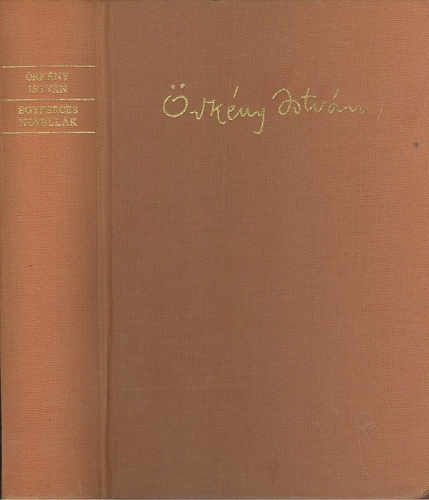 ÖRKÉNY
ISTVÁN
EGYPERCES
NOVELLÁK
Örkény István